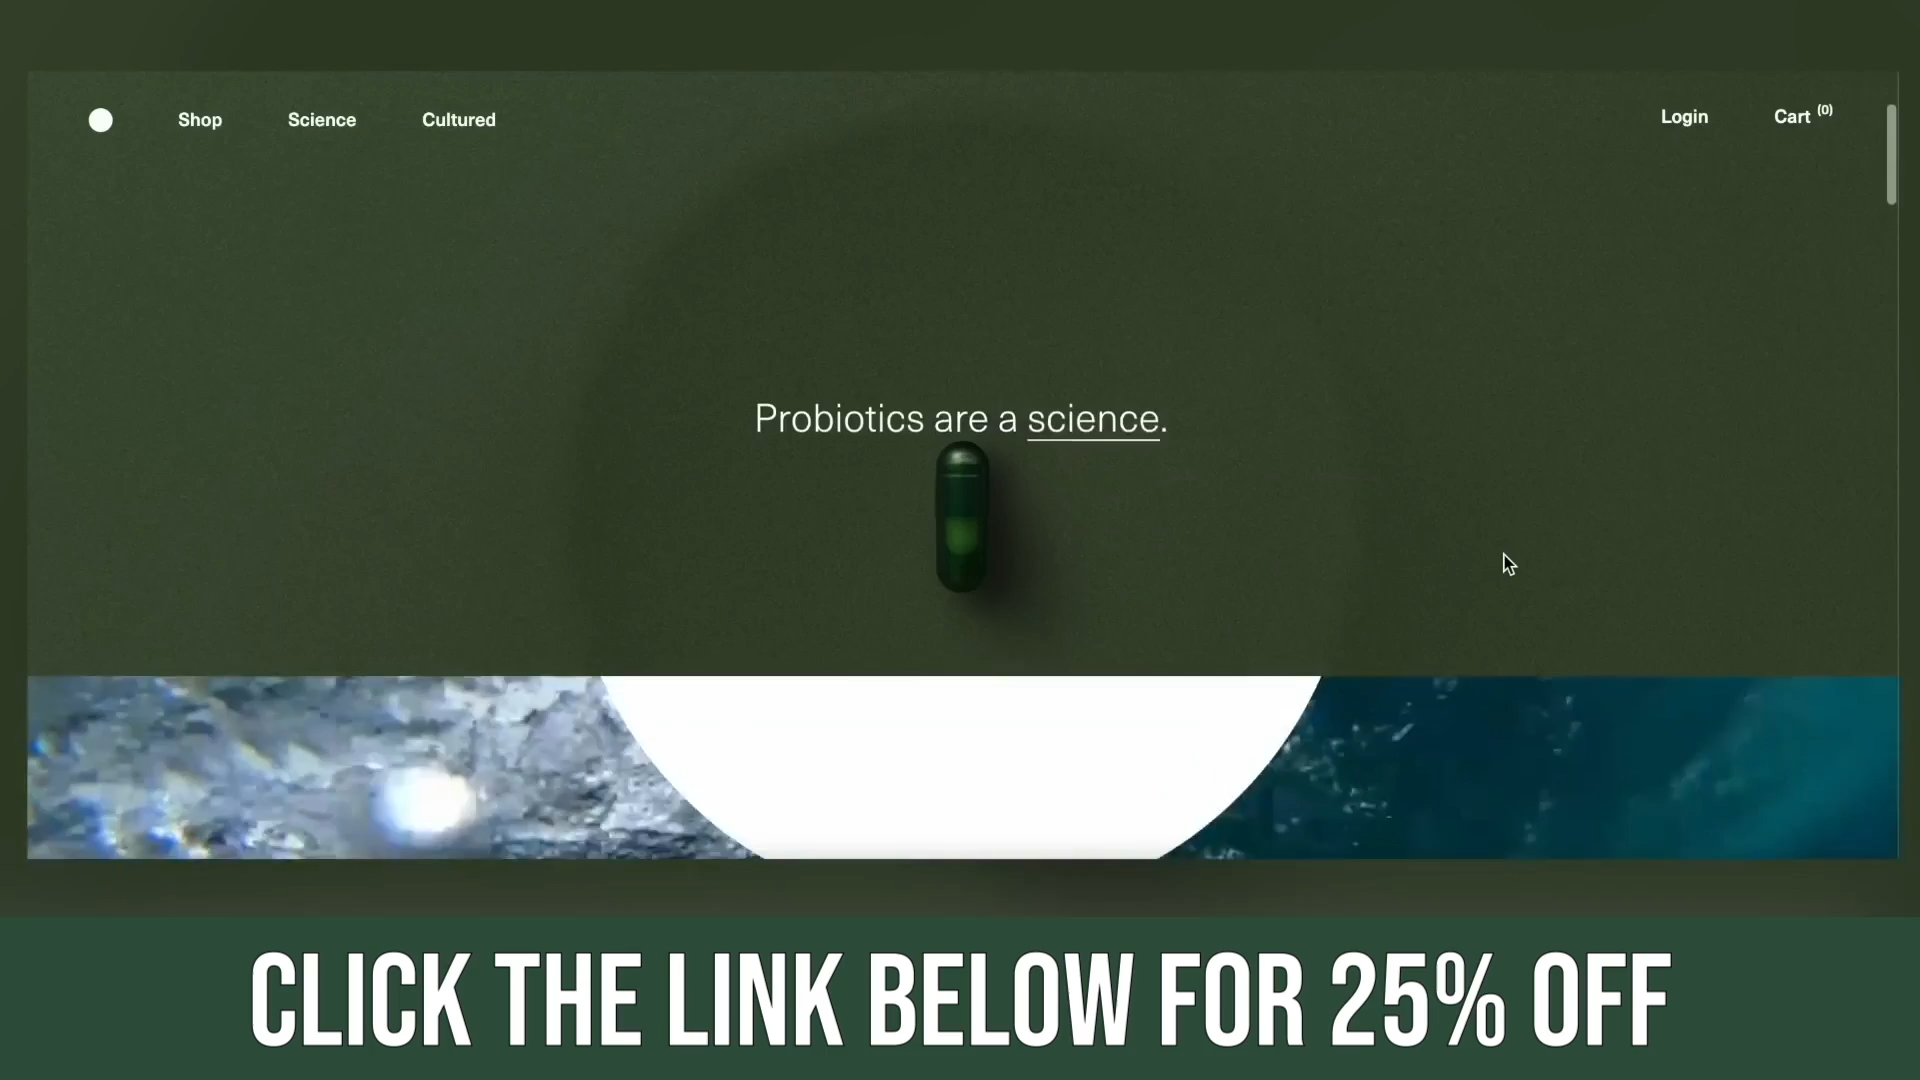 Shop Science Cultured Login Cart (0)
Probiotics are a science.
CLICK THE LINK BELOW FOR 25% OFF